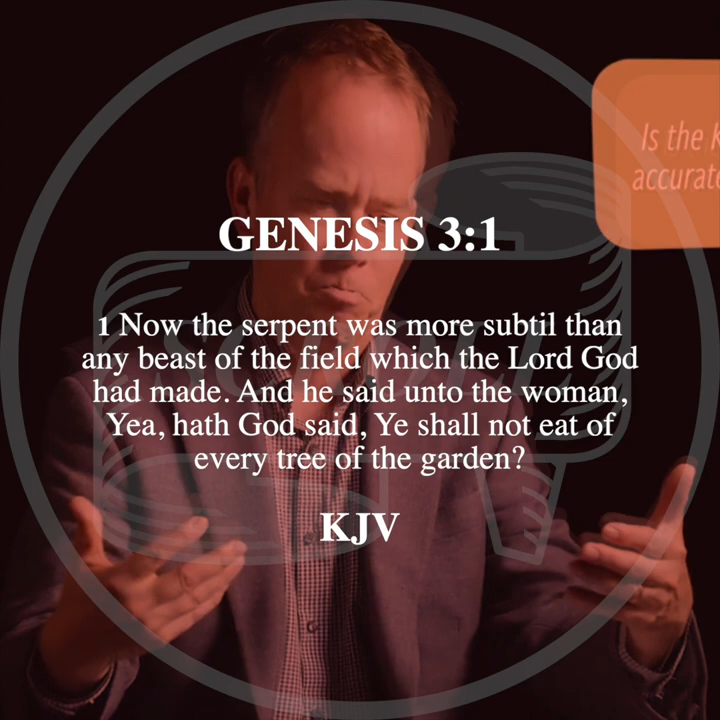 Is the
accurate
GENESIS 3:1
1 Now the serpent was more subtil than
any beast of the field which the Lord God
had made. And he said unto the woman,
Yea, hath God said, Ye shall not eat of
every tree of the garden?
KJV